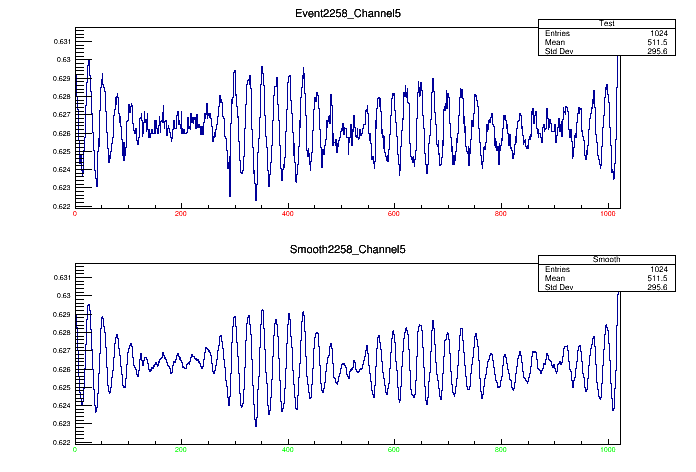 Event2258_Channel5
Test
Entries 1024
Mean 511.5
Std Dev 295.6
0.631
0.63
0.629
0.628
0.627
0.626
0.625
0.624
0.623
0.622
0 200 400 600 800 1000
Smooth2258_Channel5
Smooth
Entries 1024
Mean 511.5
Std Dev 295.6
0.631
0.63
0.629
0.628
0.627
0.626
0.625
0.624
0.623
0.622
0 200 400 600 800 1000